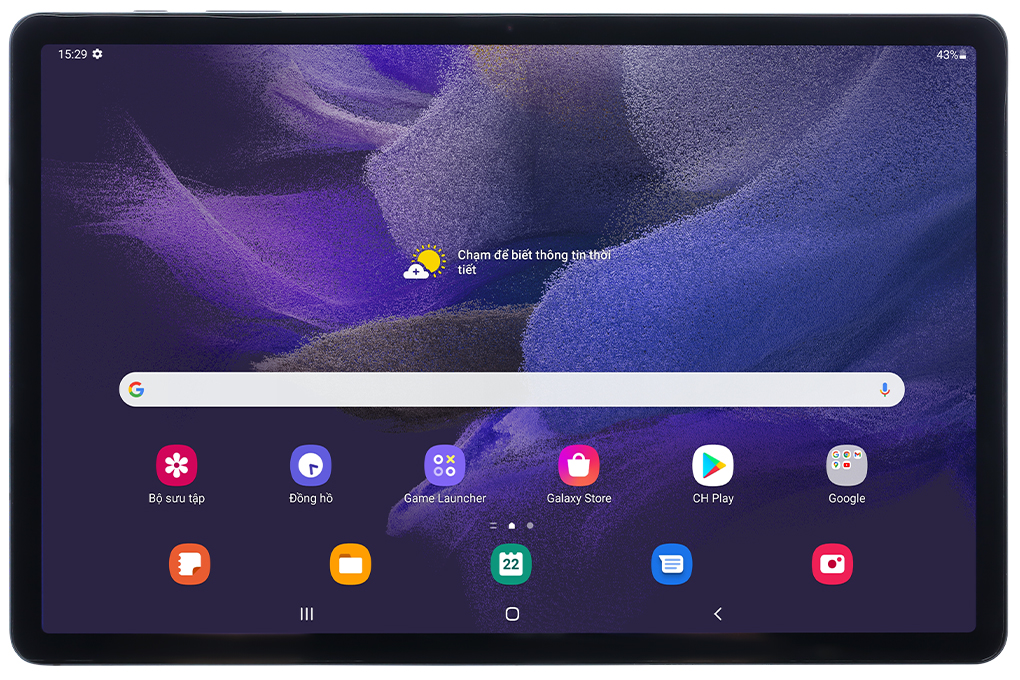 15:29
43%
Chạm để biết thông tin thời
tiết
Bộ sưu tập
Đồng hồ
Game Launcher
Galaxy Store
CH Play
Google
22